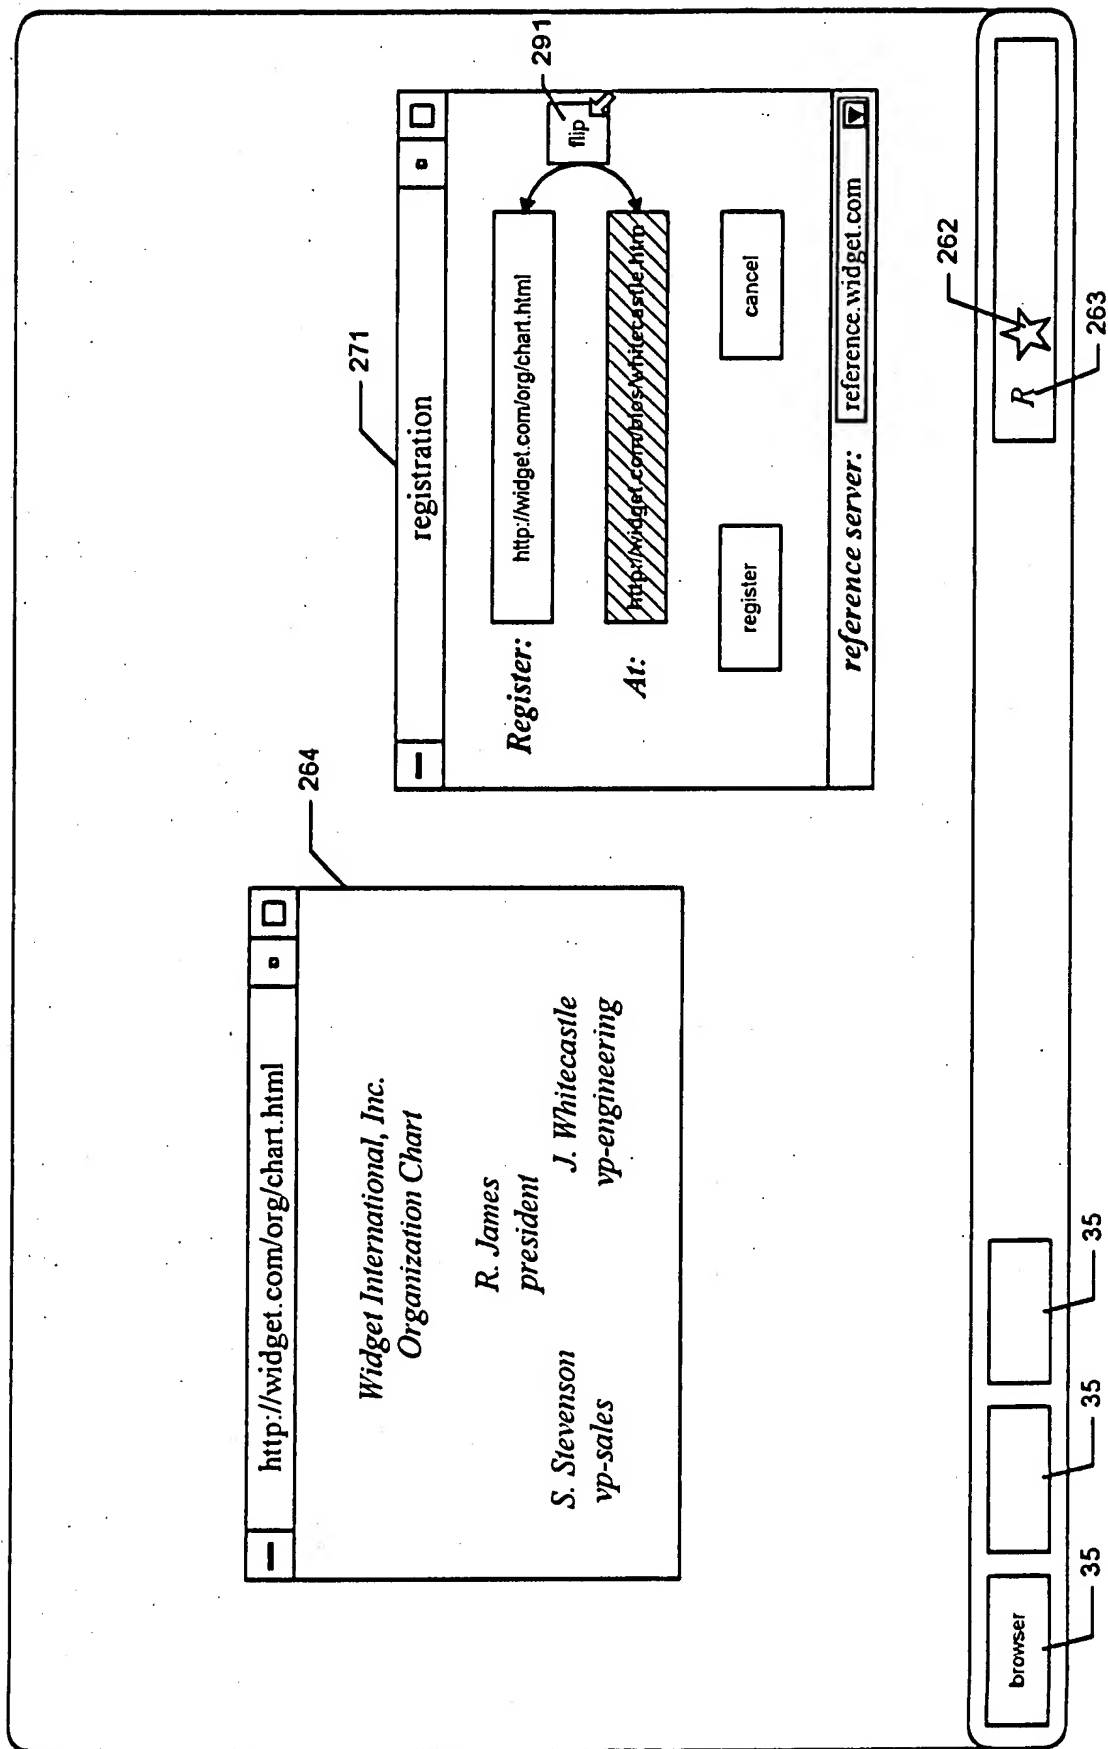 264
http://widget.com/org/chart.html
Widget International, Inc.
Organization Chart
R. James
president
S. Stevenson
vp-sales
J. Whitecastle
vp-engineering
271
registration
Register:
http://widget.com/org/chart.html
flip
291
At:
http://widget.com/bios/whitecastle.htm
register
cancel
reference server:
reference.widget.com
browser
35
35
35
R
262
263